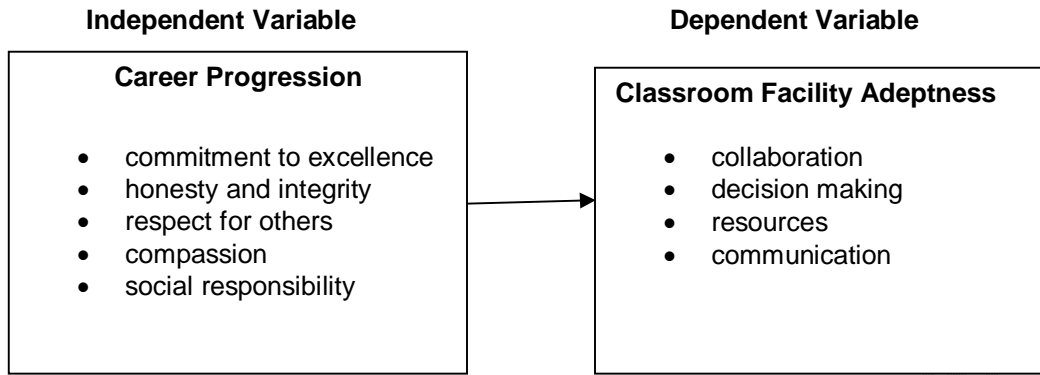 Independent Variable
Dependent Variable
Career Progression
• commitment to excellence
• honesty and integrity
• respect for others
• compassion
• social responsibility
Classroom Facility Adeptness
• collaboration
• decision making
• resources
• communication